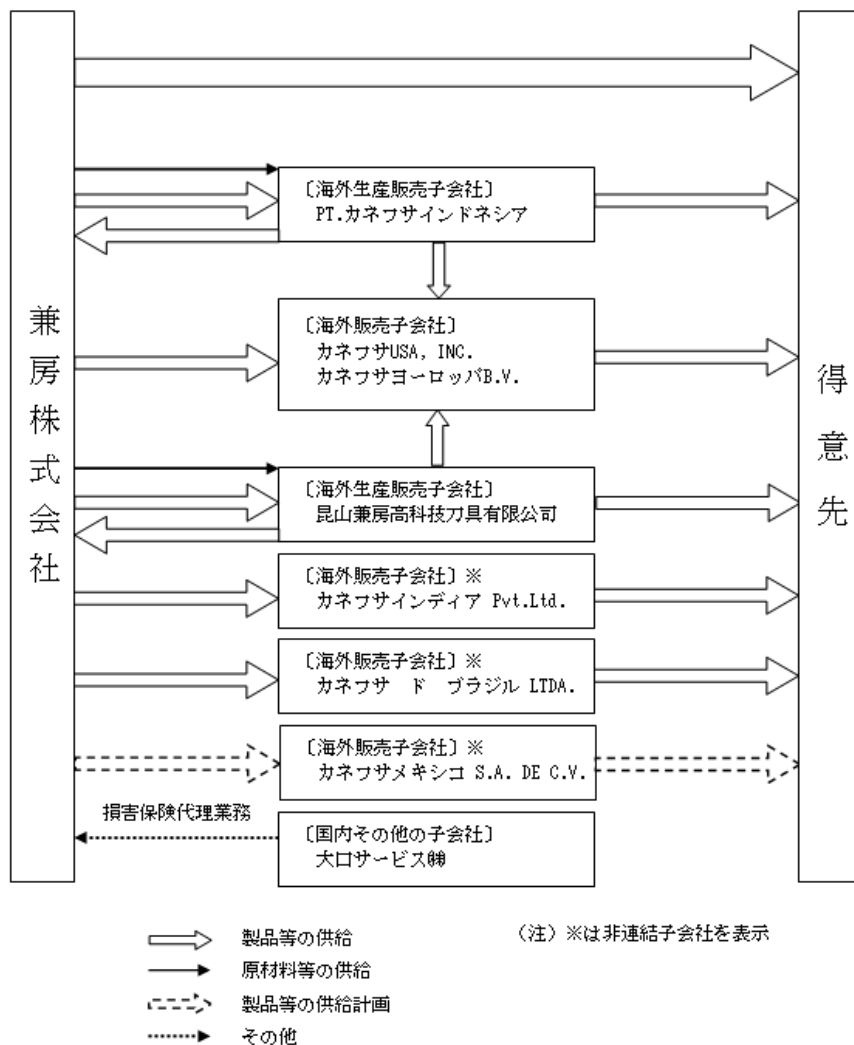 兼房株式会社
〔海外生産販売子会社〕
PT.カネフサインドネシア
〔海外販売子会社〕
カネフサUSA, INC.
カネフサヨーロッパB.V.
〔海外生産販売子会社〕
昆山兼房高科技刀具有限公司
〔海外販売子会社〕※
カネフサインディア Pvt.Ltd.
〔海外販売子会社〕※
カネフサ ド ブラジル LTDA.
〔海外販売子会社〕※
カネフサメキシコ S.A. DE C.V.
損害保険代理業務
〔国内その他の子会社〕
大口サービス㈱
得意先
製品等の供給
原材料等の供給
製品等の供給計画
その他
（注）※は非連結子会社を表示